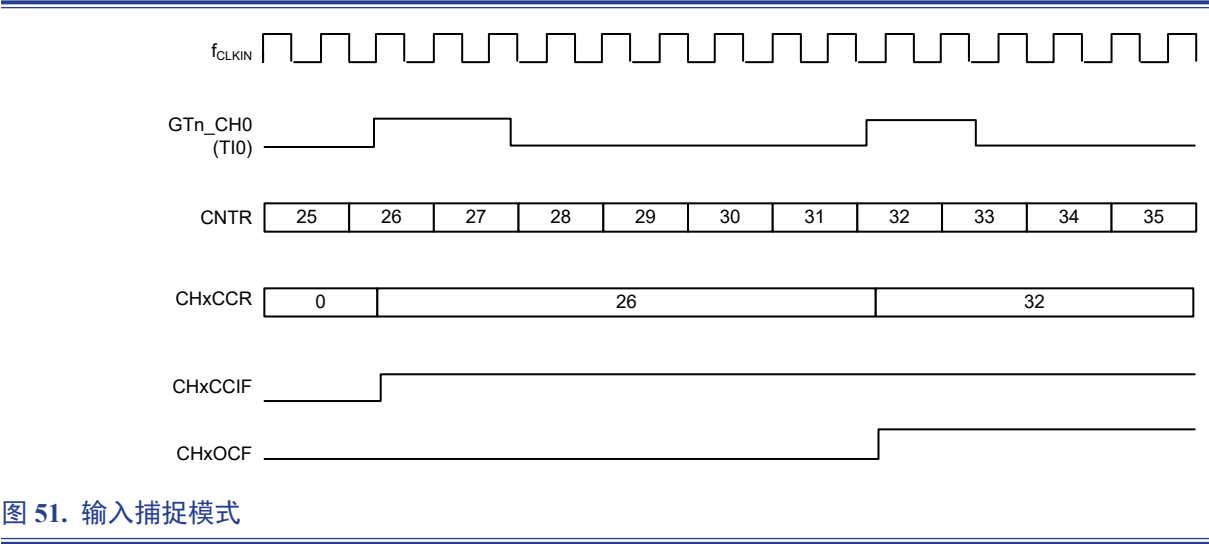 fCLKIN
GTn_CH0
(TI0)
CNTR 25 26 27 28 29 30 31 32 33 34 35
CHxCCR 0 26 32
CHxCCIF
CHxOCF
图 51. 输入捕捉模式